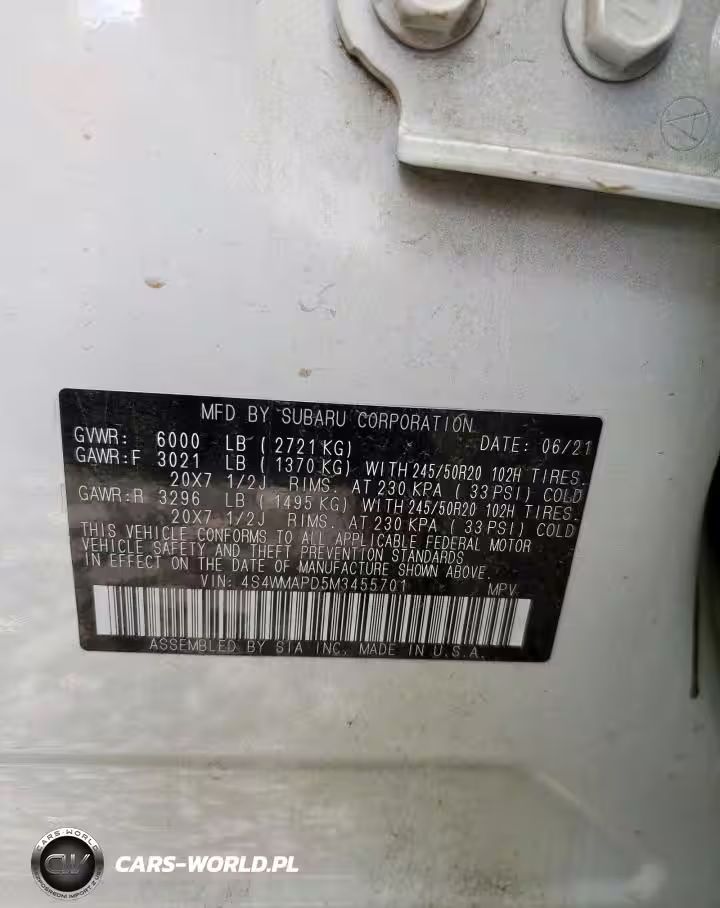 A
MFD BY SUBARU CORPORATION
DATE: 06/21
GVWR: 6000 LB (2721 KG)
GAWR:F 3021 LB (1370 KG) WITH 245/50R20 102H TIRES.
20X7 1/2J RIMS. AT 230 KPA (33 PSI) COLD
GAWR:R 3296 LB (1495 KG) WITH 245/50R20 102H TIRES.
20X7 1/2J RIMS. AT 230 KPA (33 PSI) COLD
THIS VEHICLE CONFORMS TO ALL APPLICABLE FEDERAL MOTOR
VEHICLE SAFETY AND THEFT PREVENTION STANDARDS
IN EFFECT ON THE DATE OF MANUFACTURE SHOWN ABOVE.
VIN: 4S4WMAPD5M3455701 MPV
ASSEMBLED BY SIA INC. MADE IN U.S.A.
CARS-WORLD
CW
CARS-WORLD.PL